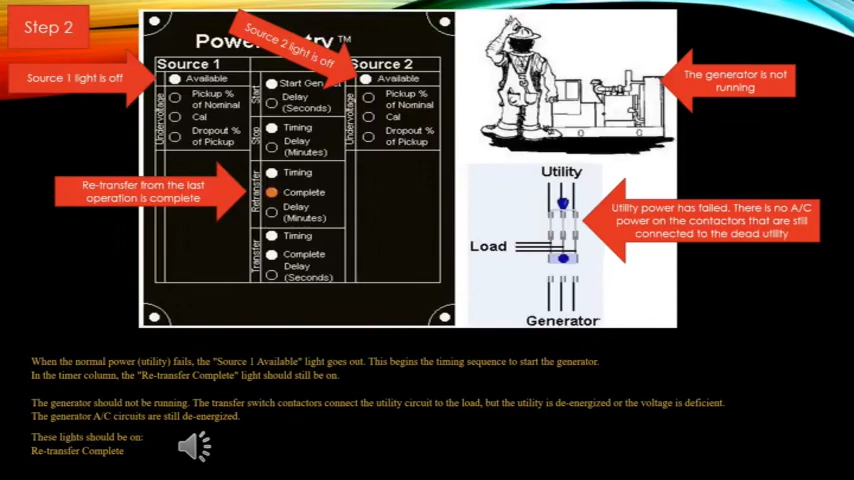 Step 2
Source 2 light is off
™
Source 1
Source 2
Source 1 light is off
Available
Pickup %
of Nominal
Cal
Dropout %
of Pickup
Undervoltage
Start
Delay
(Seconds)
Stop
Timing
Delay
(Minutes)
Retransfer
Timing
Complete
Delay
(Minutes)
Transfer
Timing
Complete
Delay
(Seconds)
Available
Pickup %
of Nominal
Cal
Dropout %
of Pickup
Undervoltage
The generator is not
running
Re-transfer from the last
operation is complete
Utility
Load
Generator
Utility power has failed. There is no A/C
power on the contactors that are still
connected to the dead utility
When the normal power (utility) fails, the "Source 1 Available" light goes out. This begins the timing sequence to start the generator.
In the timer column, the "Re-transfer Complete" light should still be on.
The generator should not be running. The transfer switch contactors connect the utility circuit to the load, but the utility is de-energized or the voltage is deficient.
The generator A/C circuits are still de-energized.
These lights should be on:
Re-transfer Complete